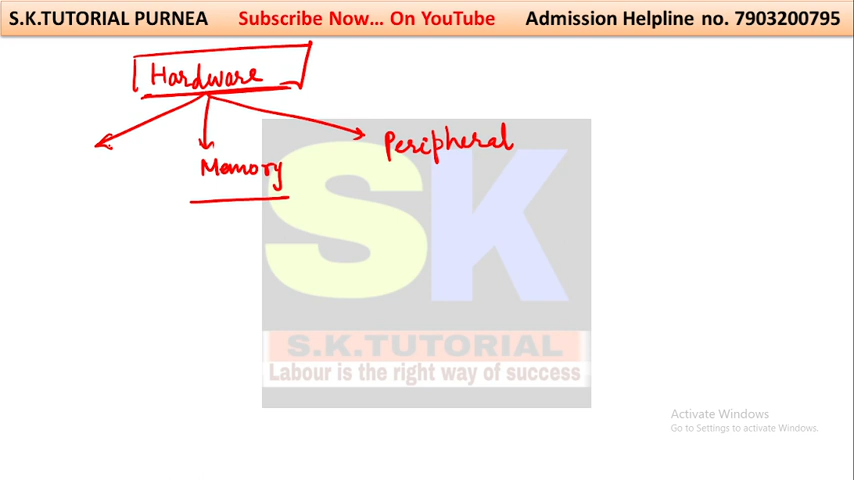 S.K.TUTORIAL PURNEA Subscribe Now... On YouTube Admission Helpline no. 7903200795
Hardware
Peripheral
Memory
SK
S.K.TUTORIAL
Labour is the right way of success
Activate Windows
Go to Settings to activate Windows.